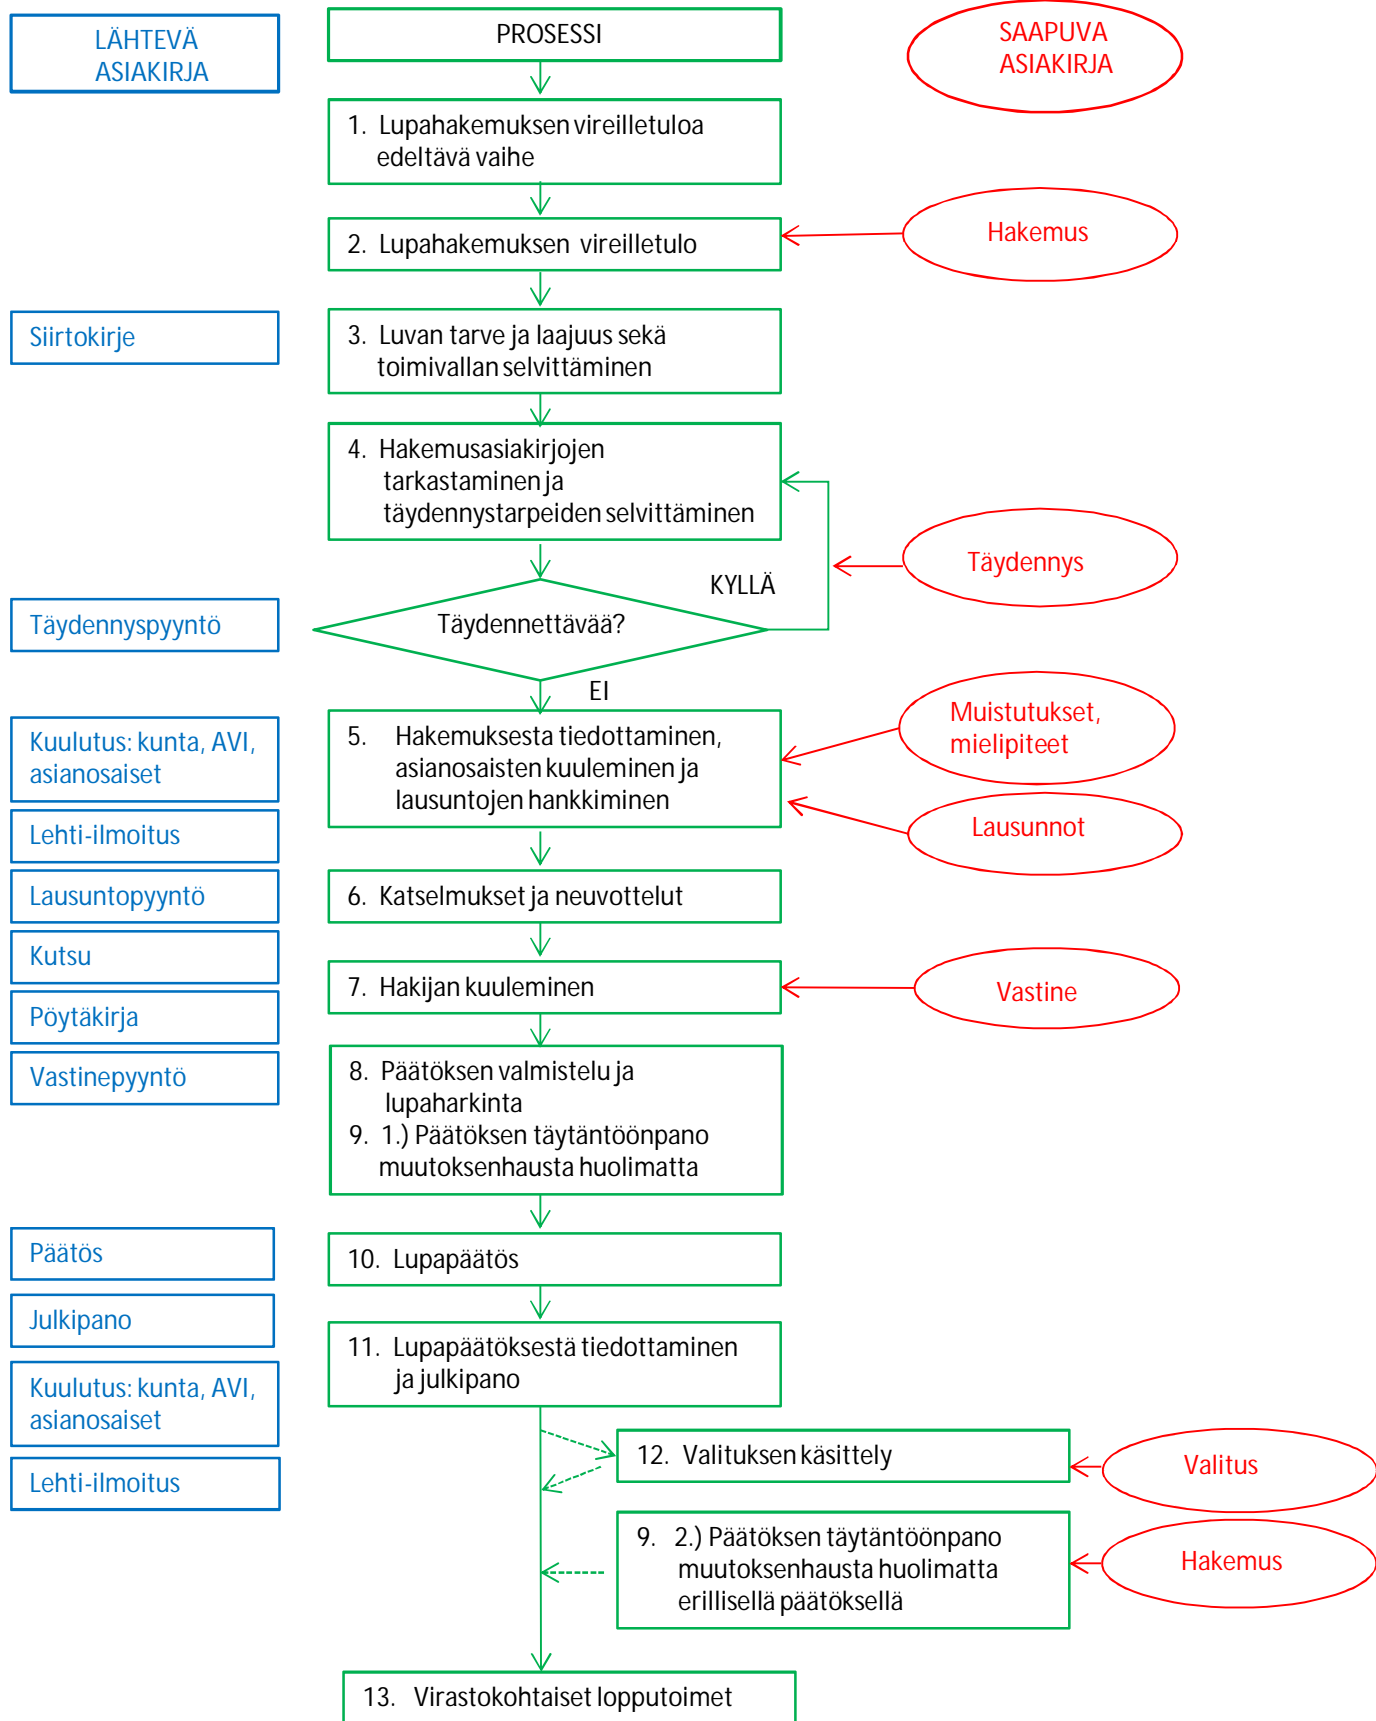 LÄHTEVÄ
ASIAKIRJA
PROSESSI
SAAPUVA
ASIAKIRJA
1. Lupahakemuksen vireilletuloa
edeltävä vaihe
2. Lupahakemuksen vireilletulo
Hakemus
Siirtokirje
3. Luvan tarve ja laajuus sekä
toimivallan selvittäminen
4. Hakemusasiakirjojen
tarkastaminen ja
täydennystarpeiden selvittäminen
Täydennys
KYLLÄ
Täydennyspyyntö
Täydennettävää?
EI
Kuulutus: kunta, AVI,
asianosaiset
5. Hakemuksesta tiedottaminen,
asianosaisten kuuleminen ja
lausuntojen hankkiminen
Muistutukset,
mielipiteet
Lehti-ilmoitus
Lausunnot
Lausuntopyyntö
6. Katselmukset ja neuvottelut
Kutsu
7. Hakijan kuuleminen
Vastine
Pöytäkirja
Vastinepyyntö
8. Päätöksen valmistelu ja
lupaharkinta
9. 1.) Päätöksen täytäntöönpano
muutoksenhausta huolimatta
Päätös
10. Lupapäätös
Julkipano
11. Lupapäätöksestä tiedottaminen
ja julkipano
Kuulutus: kunta, AVI,
asianosaiset
12. Valituksen käsittely
Valitus
Lehti-ilmoitus
9. 2.) Päätöksen täytäntöönpano
muutoksenhausta huolimatta
erillisellä päätöksellä
Hakemus
13. Virastokohtaiset lopputoimet